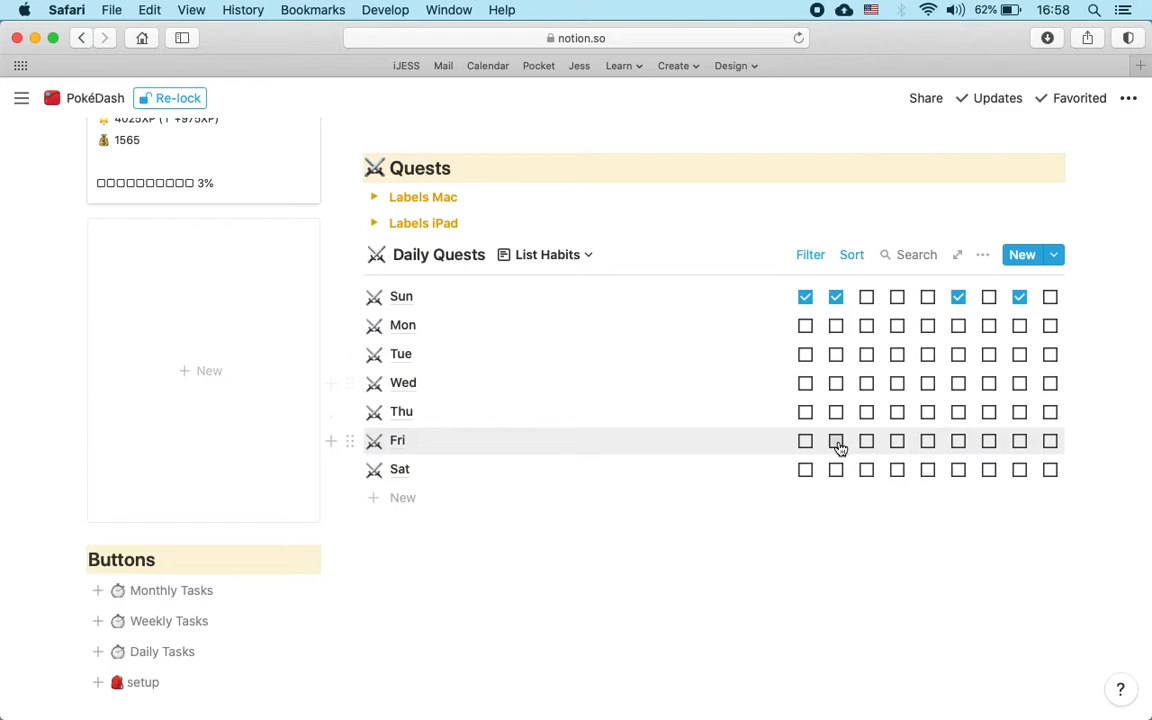 Safari File Edit View History Bookmarks Develop Window Help 62% 16:58
notion.so
iJESS Mail Calendar Pocket Jess Learn Create Design
PokéDash Re-lock Share Updates Favorited
4025XP (↑ +975XP)
1565
3%
Quests
Labels Mac
Labels iPad
Daily Quests List Habits Filter Sort Search New
Sun
Mon
Tue
Wed
Thu
Fri
Sat
+ New
+ New
Buttons
+ Monthly Tasks
+ Weekly Tasks
+ Daily Tasks
+ setup
?